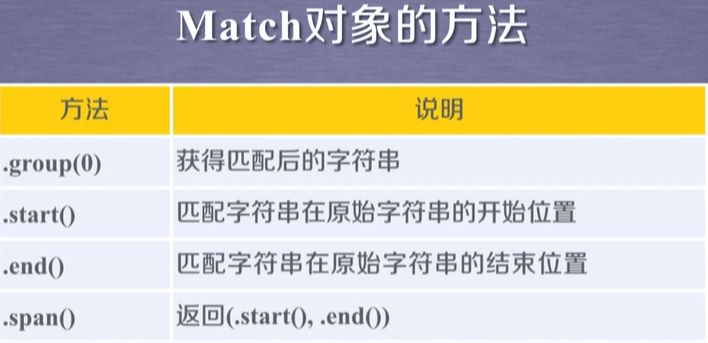 Match对象的方法
方法 说明
.group(0) 获得匹配后的字符串
.start() 匹配字符串在原始字符串的开始位置
.end() 匹配字符串在原始字符串的结束位置
.span() 返回(.start(), .end())